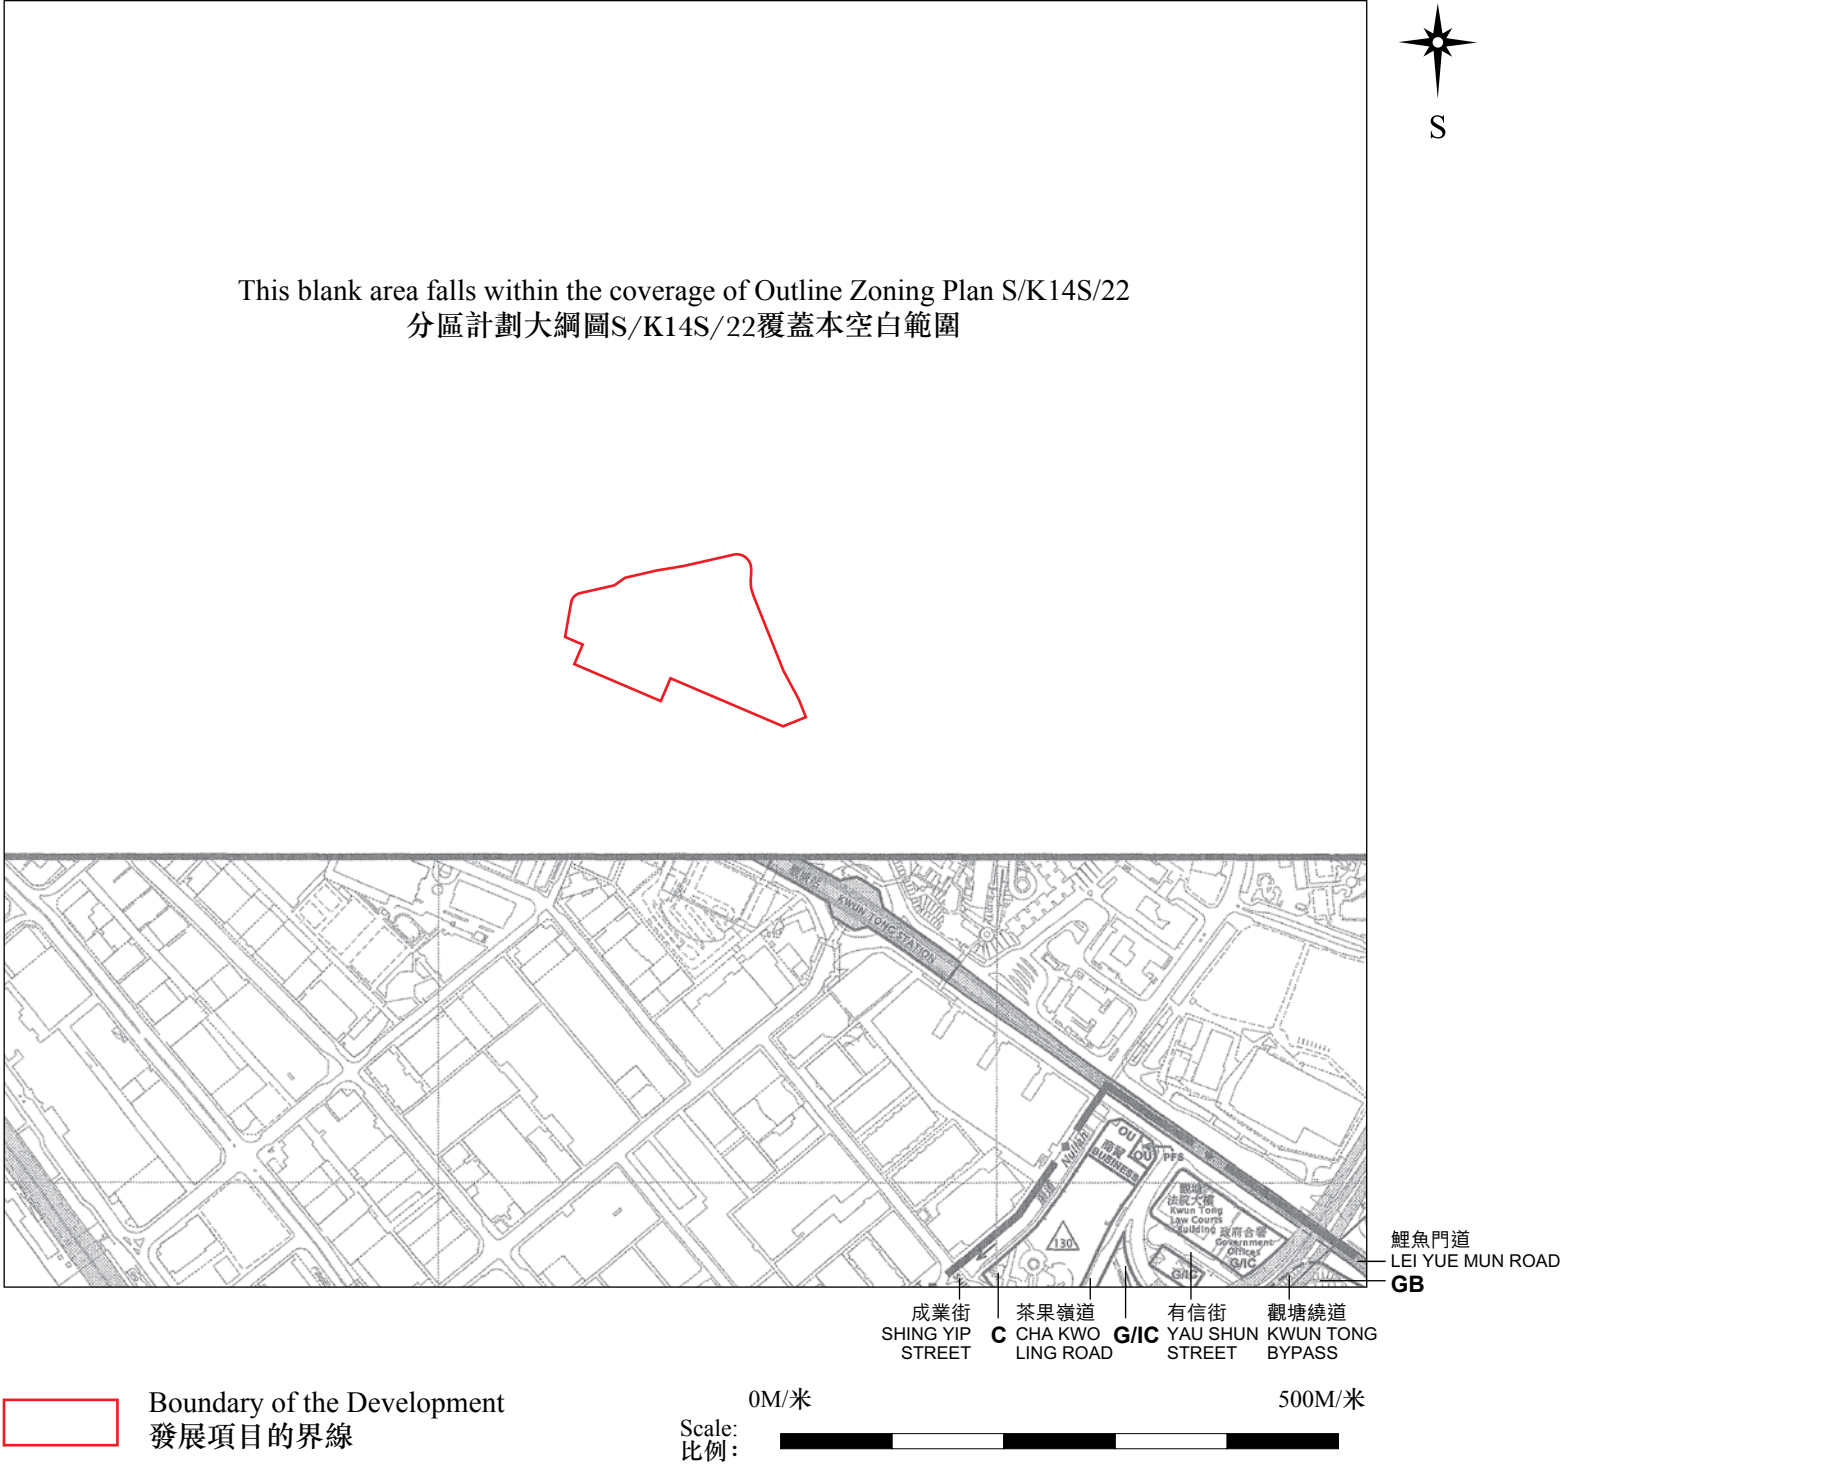 S
This blank area falls within the coverage of Outline Zoning Plan S/K14S/22
分區計劃大綱圖S/K14S/22覆蓋本空白範圍
KWUN TONG STATION
Nullah
OU
商貿
BUSINESS
OU
PFS
130
觀塘
法院大樓
Kwun Tong
Law Courts
Building
政府合署
Government
Offices
G/IC
G/IC
鯉魚門道
LEI YUE MUN ROAD
GB
成業街
SHING YIP
STREET
C
茶果嶺道
CHA KWO
LING ROAD
G/IC
有信街
YAU SHUN
STREET
觀塘繞道
KWUN TONG
BYPASS
Boundary of the Development
發展項目的界線
Scale:
比例：
0M/米
500M/米